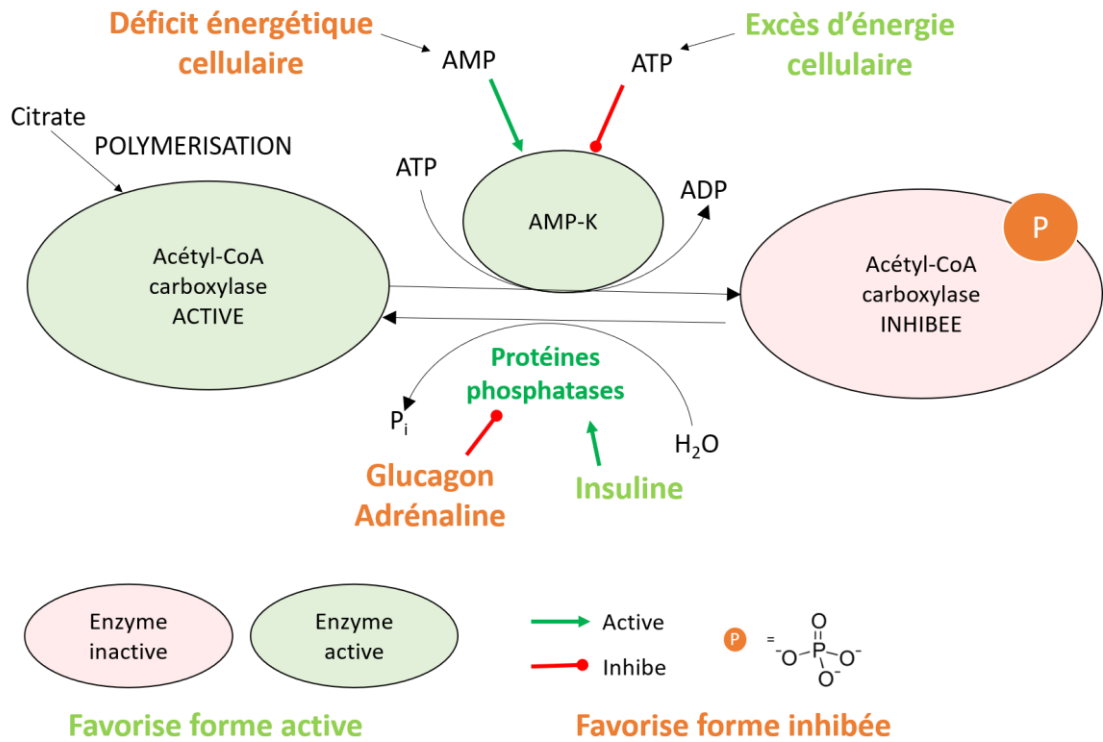 Déficit énergétique
cellulaire
AMP
ATP
Excès d’énergie
cellulaire
Citrate
POLYMERISATION
ATP
ADP
AMP-K
P
Acétyl-CoA
carboxylase
ACTIVE
Acétyl-CoA
carboxylase
INHIBEE
Protéines
phosphatases
Pi
H2O
Glucagon
Adrénaline
Insuline
Enzyme
inactive
Enzyme
active
Active
Inhibe
P =
O
-O P O-
O-
Favorise forme active
Favorise forme inhibée